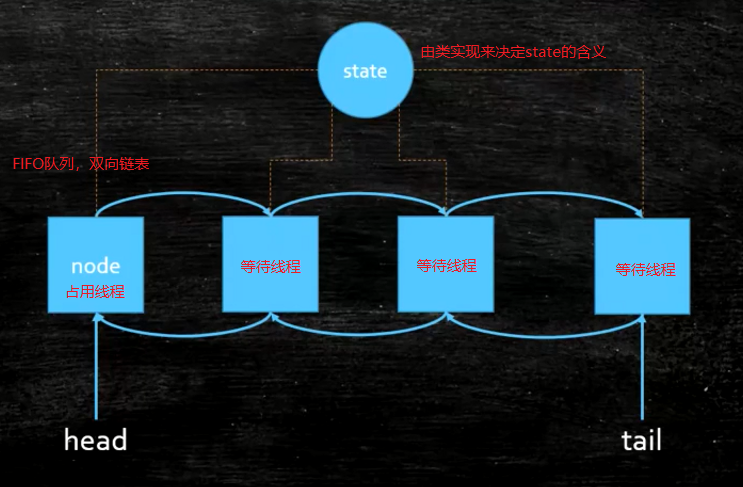 state
由类实现来决定state的含义
FIFO队列，双向链表
node
占用线程
等待线程
等待线程
等待线程
head
tail